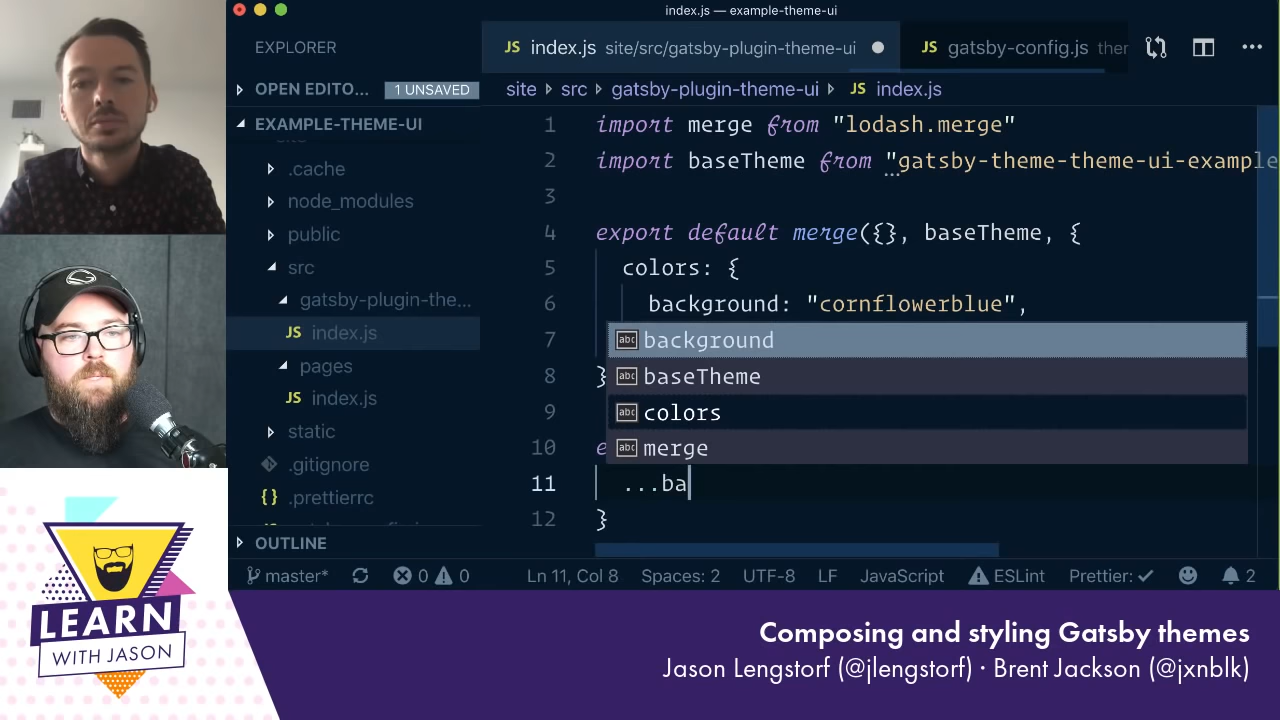 index.js — example-theme-ui
EXPLORER
JS index.js site/src/gatsby-plugin-theme-ui
JS gatsby-config.js
OPEN EDITO... 1 UNSAVED
site src gatsby-plugin-theme-ui JS index.js
EXAMPLE-THEME-UI
.cache
node_modules
public
src
gatsby-plugin-the...
JS index.js
pages
JS index.js
static
.gitignore
{ } .prettierrc
OUTLINE
1 import merge from "lodash.merge"
2 import baseTheme from "gatsby-theme-theme-ui-example
3
4 export default merge({}, baseTheme, {
5 colors: {
6 background: "cornflowerblue",
7
8 }
9
10 e
11 ...ba
12 }
abc background
abc baseTheme
abc colors
abc merge
master* 0 0 Ln 11, Col 8 Spaces: 2 UTF-8 LF JavaScript ESLint Prettier: ✓ 2
LEARN
WITH JASON
Composing and styling Gatsby themes
Jason Lengstorf (@jlengstorf) · Brent Jackson (@jxnblk)